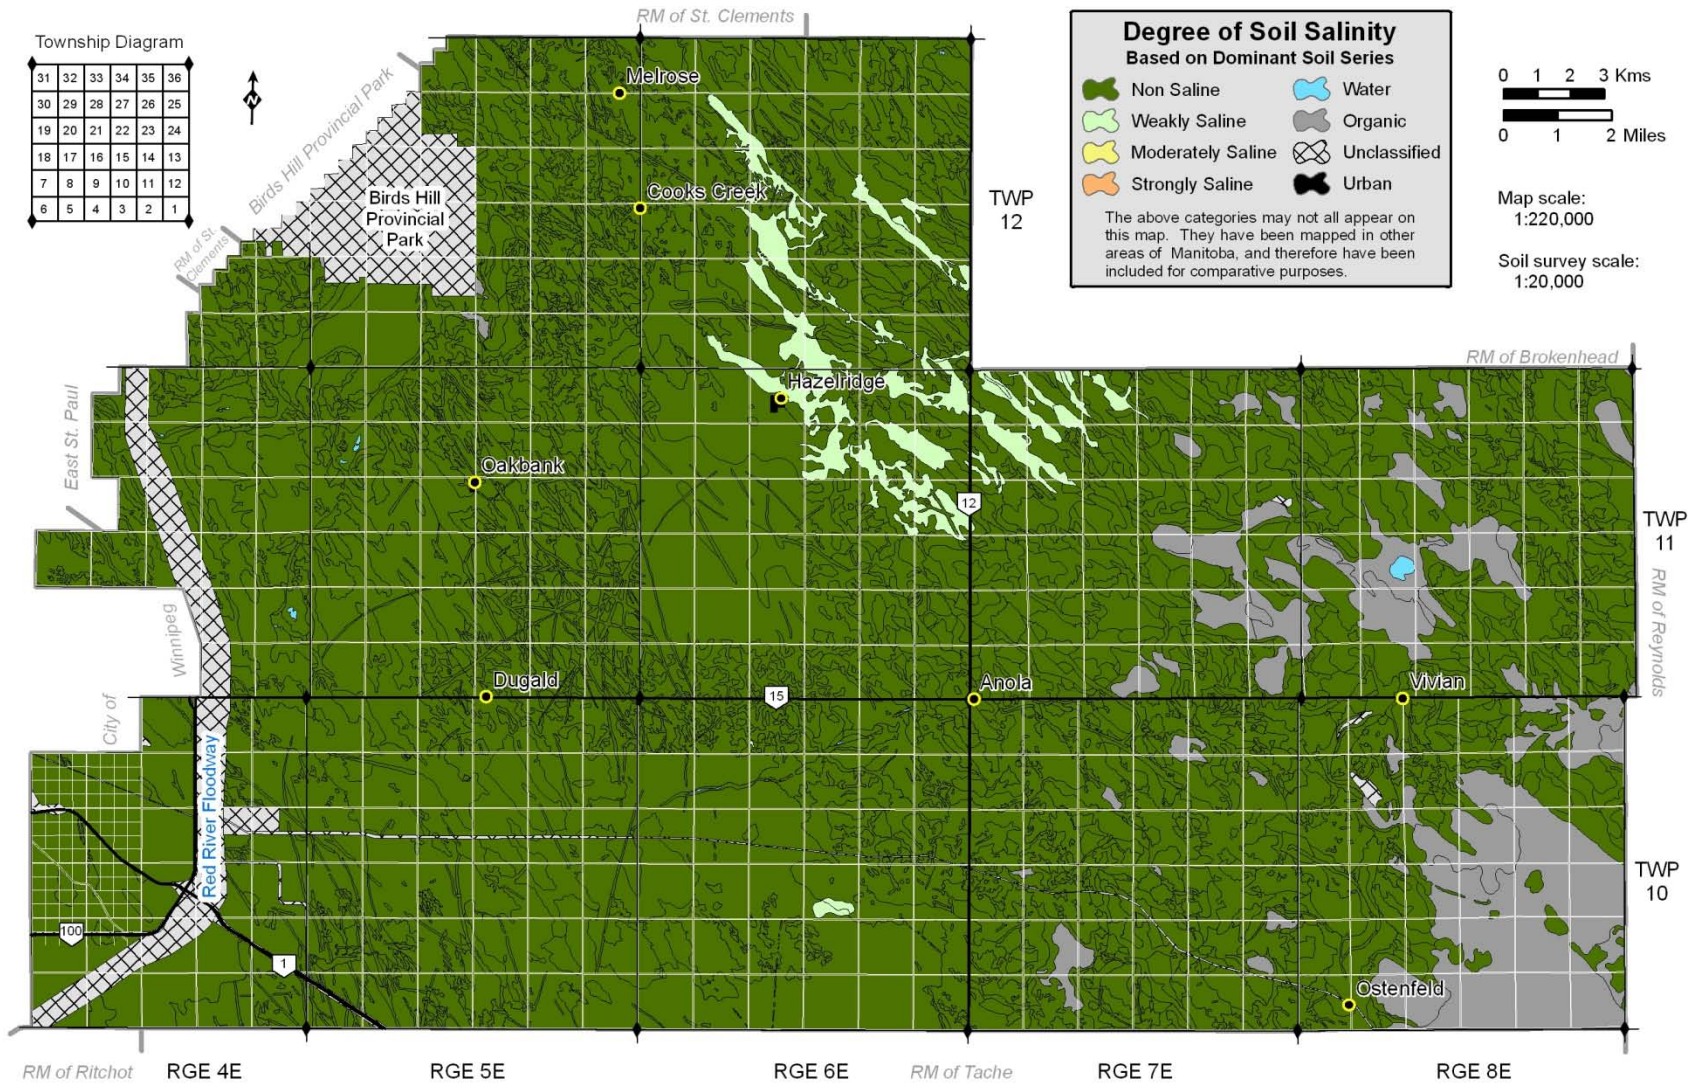 RM of St. Clements
Township Diagram
31 32 33 34 35 36
30 29 28 27 26 25
19 20 21 22 23 24
18 17 16 15 14 13
7 8 9 10 11 12
6 5 4 3 2 1
N
Birds Hill Provincial Park
RM of St.
Clements
Birds Hill
Provincial
Park
Melrose
Cooks Creek
TWP
12
Degree of Soil Salinity
Based on Dominant Soil Series
Non Saline
Weakly Saline
Moderately Saline
Strongly Saline
Water
Organic
Unclassified
Urban
The above categories may not all appear on
this map. They have been mapped in other
areas of Manitoba, and therefore have been
included for comparative purposes.
0 1 2 3 Kms
0 1 2 Miles
Map scale:
1:220,000
Soil survey scale:
1:20,000
RM of Brokenhead
East St. Paul
Hazelridge
Oakbank
12
TWP
11
RM of Reynolds
City of Winnipeg
Dugald
15
Anola
Vivian
Red River Floodway
TWP
10
100
1
Ostenfeld
RM of Ritchot
RGE 4E
RGE 5E
RGE 6E
RM of Tache
RGE 7E
RGE 8E